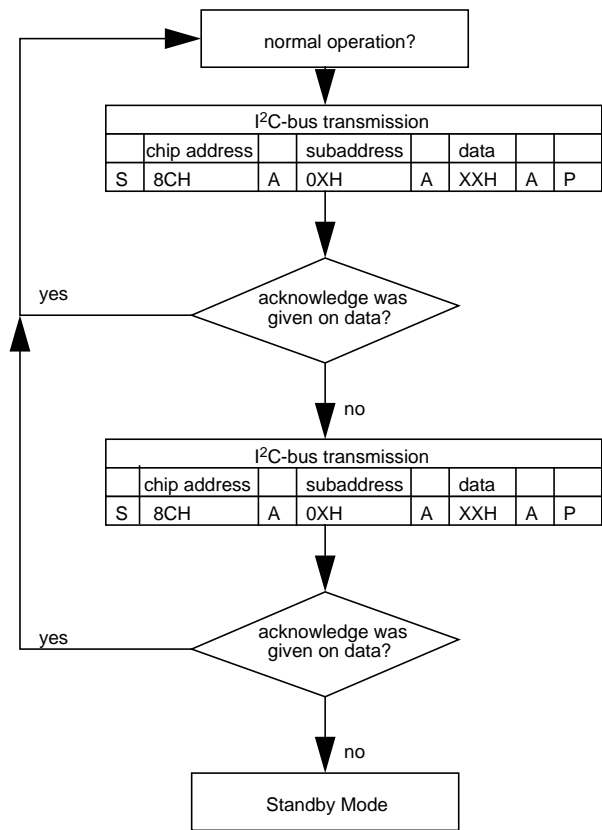 normal operation?
I²C-bus transmission
chip address subaddress data
S 8CH A 0XH A XXH A P
yes
acknowledge was
given on data?
no
I²C-bus transmission
chip address subaddress data
S 8CH A 0XH A XXH A P
yes
acknowledge was
given on data?
no
Standby Mode